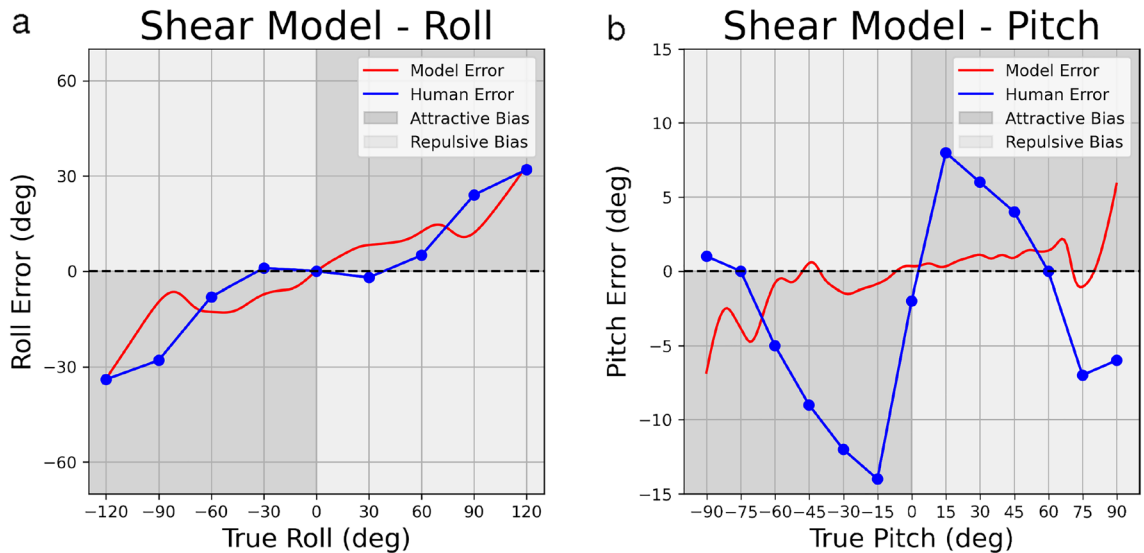 a
Shear Model - Roll
Roll Error (deg)
60
30
0
−30
−60
Model Error
Human Error
Attractive Bias
Repulsive Bias
−120 −90 −60 −30 0 30 60 90 120
True Roll (deg)
b
Shear Model - Pitch
Pitch Error (deg)
15
10
5
0
−5
−10
−15
Model Error
Human Error
Attractive Bias
Repulsive Bias
−90 −75 −60 −45 −30 −15 0 15 30 45 60 75 90
True Pitch (deg)